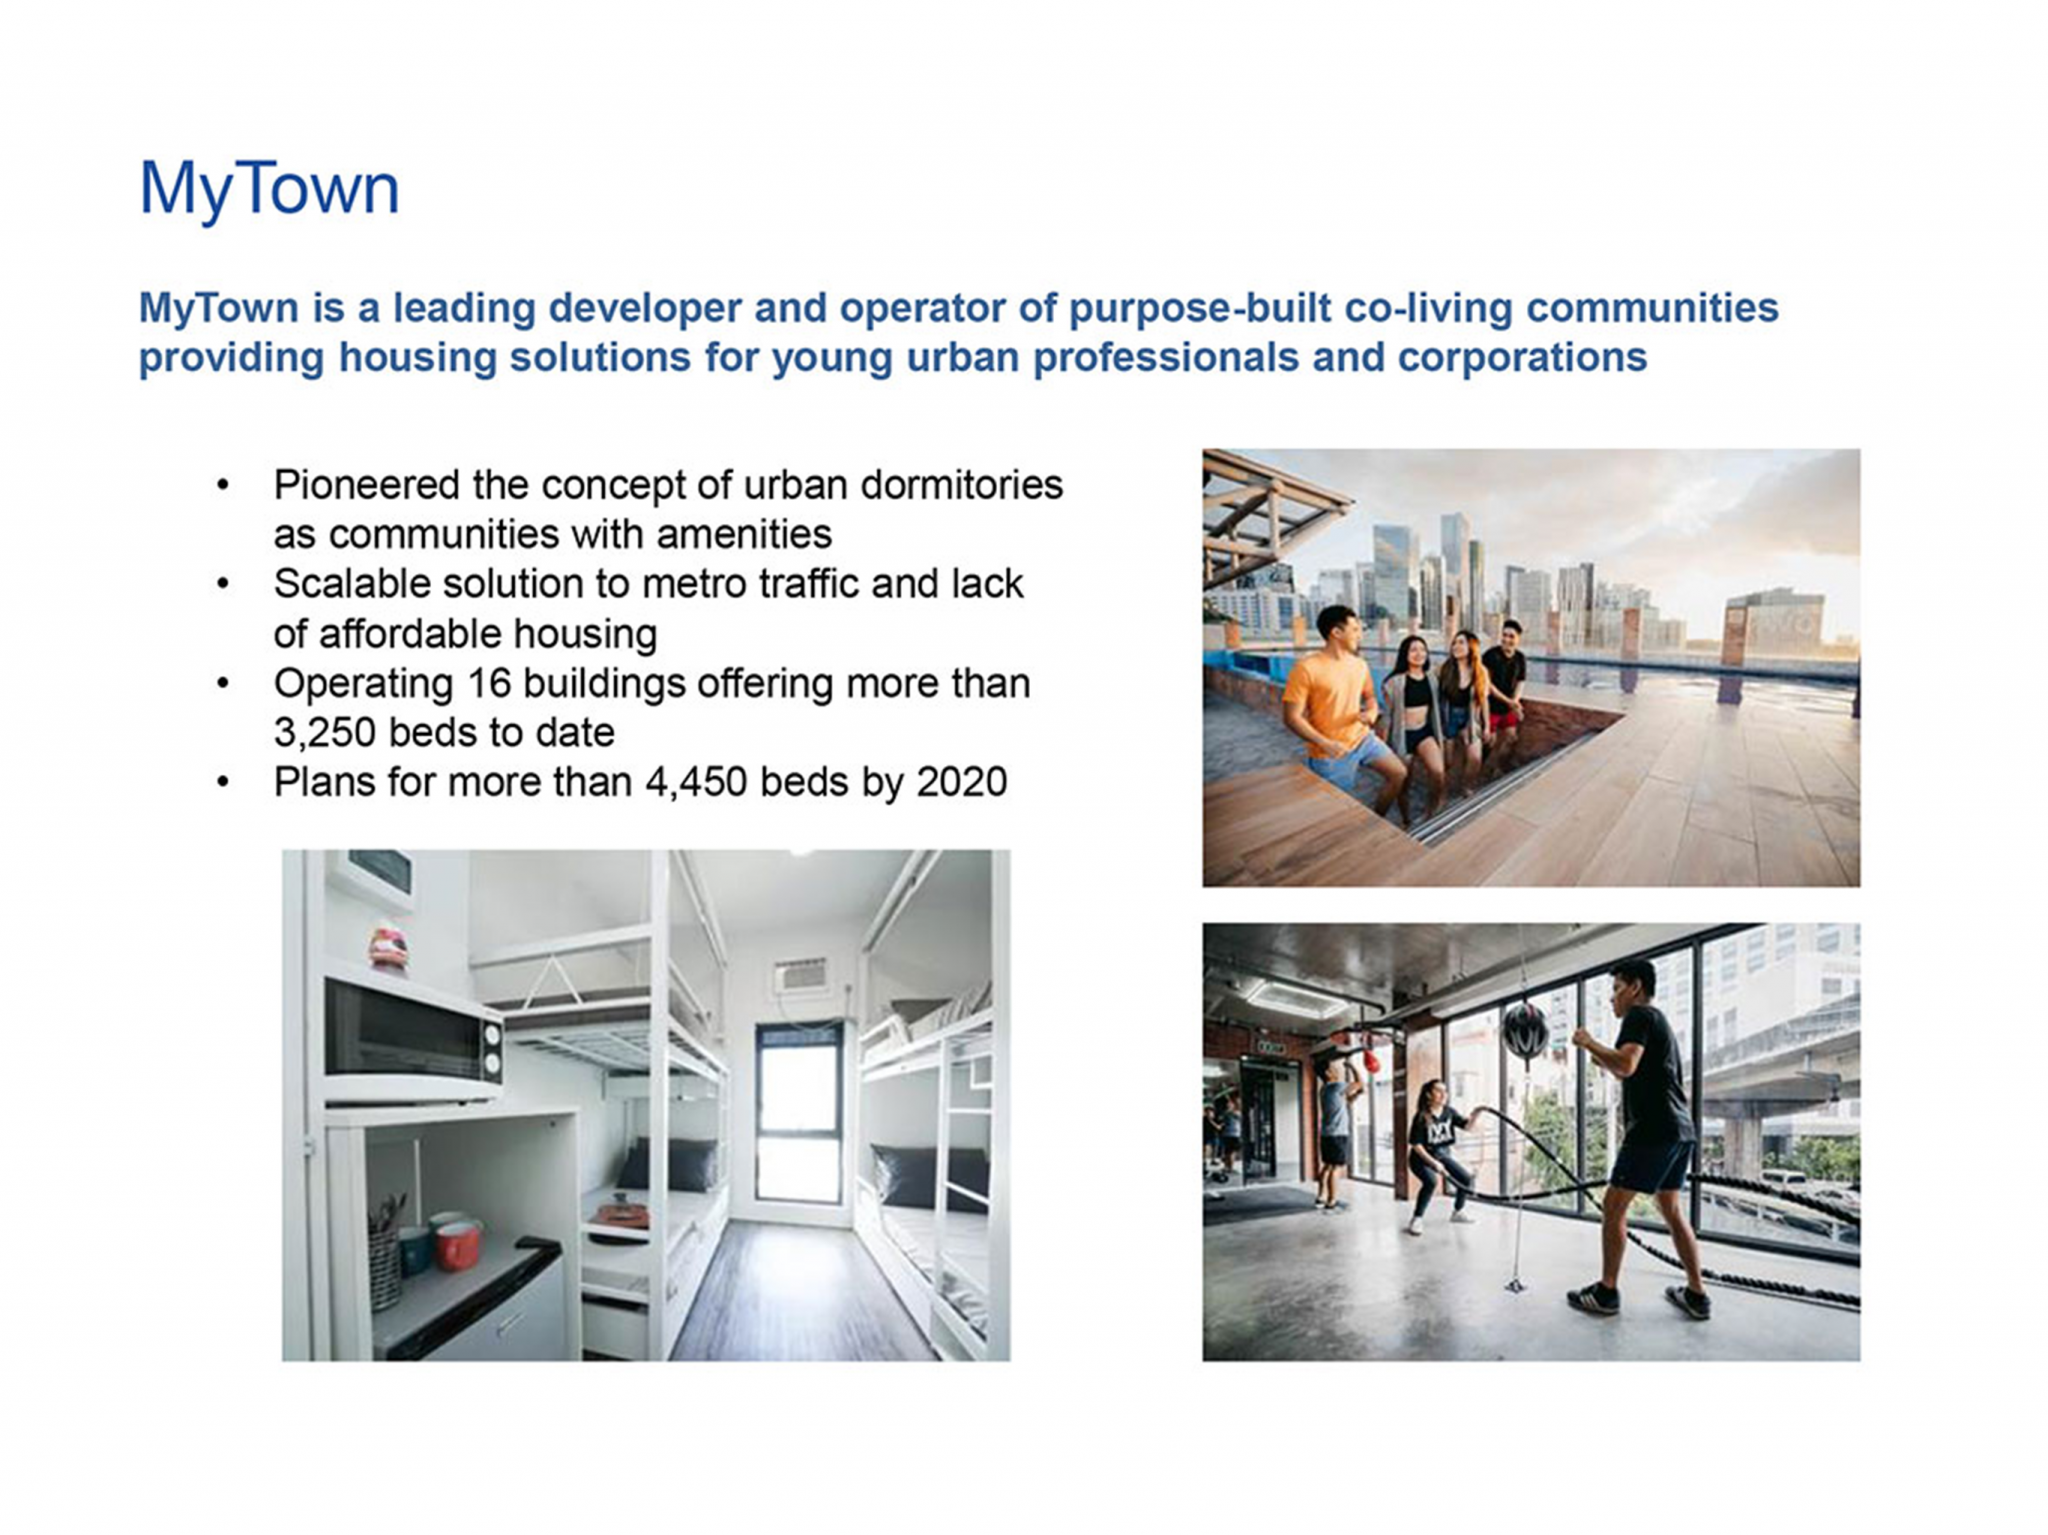 MyTown
MyTown is a leading developer and operator of purpose-built co-living communities
providing housing solutions for young urban professionals and corporations
• Pioneered the concept of urban dormitories
as communities with amenities
• Scalable solution to metro traffic and lack
of affordable housing
• Operating 16 buildings offering more than
3,250 beds to date
• Plans for more than 4,450 beds by 2020
EXIT
IVY